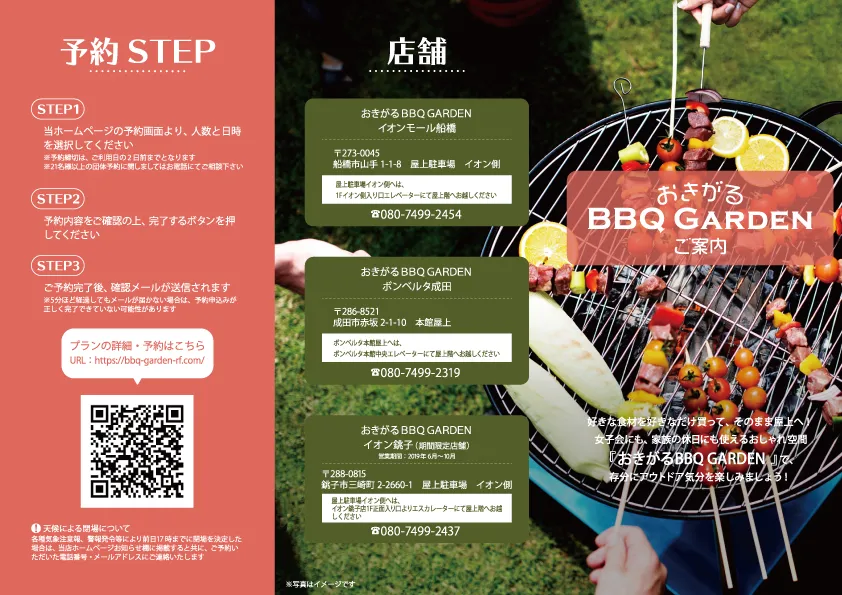 予約 STEP
STEP1
当ホームページの予約画面より、人数と日時
を選択してください
※予約締切は、ご利用日の2日前までとなります
※21名様以上の団体予約に関しましてはお電話にてご相談下さい
STEP2
予約内容をご確認の上、完了するボタンを押
してください
STEP3
ご予約完了後、確認メールが送信されます
※5分ほど経過してもメールが届かない場合は、予約申込みが
正しく完了できていない可能性があります
プランの詳細・予約はこちら
URL：https://bbq-garden-rf.com/
天候による閉場について
各種気象注意報、警報発令等により前日17時までに閉場を決定した
場合は、当店ホームページお知らせ欄に掲載すると共に、ご予約い
ただいた電話番号・メールアドレスにご連絡いたします
店舗
おきがる BBQ GARDEN
イオンモール船橋
〒273-0045
船橋市山手 1-1-8　屋上駐車場　イオン側
屋上駐車場イオン側へは、
1Fイオン側入り口エレベーターにて屋上階へお越しください
☎080-7499-2454
おきがる BBQ GARDEN
ボンベルタ成田
〒286-8521
成田市赤坂 2-1-10　本館屋上
ボンベルタ本館屋上へは、
ボンベルタ本館中央エレベーターにて屋上階へお越しください
☎080-7499-2319
おきがる BBQ GARDEN
イオン銚子（期間限定店舗）
営業期間：2019年 6月～10月
〒288-0815
銚子市三崎町 2-2660-1　屋上駐車場　イオン側
屋上駐車場イオン側へは、
イオン銚子店1F正面入り口よりエスカレーターにて屋上階へお越
しください
☎080-7499-2437
※写真はイメージです
おきがる
BBQ GARDEN
ご案内
好きな食材を好きなだけ買って、そのまま屋上へ！
女子会にも、家族の休日にも使えるおしゃれ空間
『おきがるBBQ GARDEN 』で、
存分にアウトドア気分を楽しみましょう！